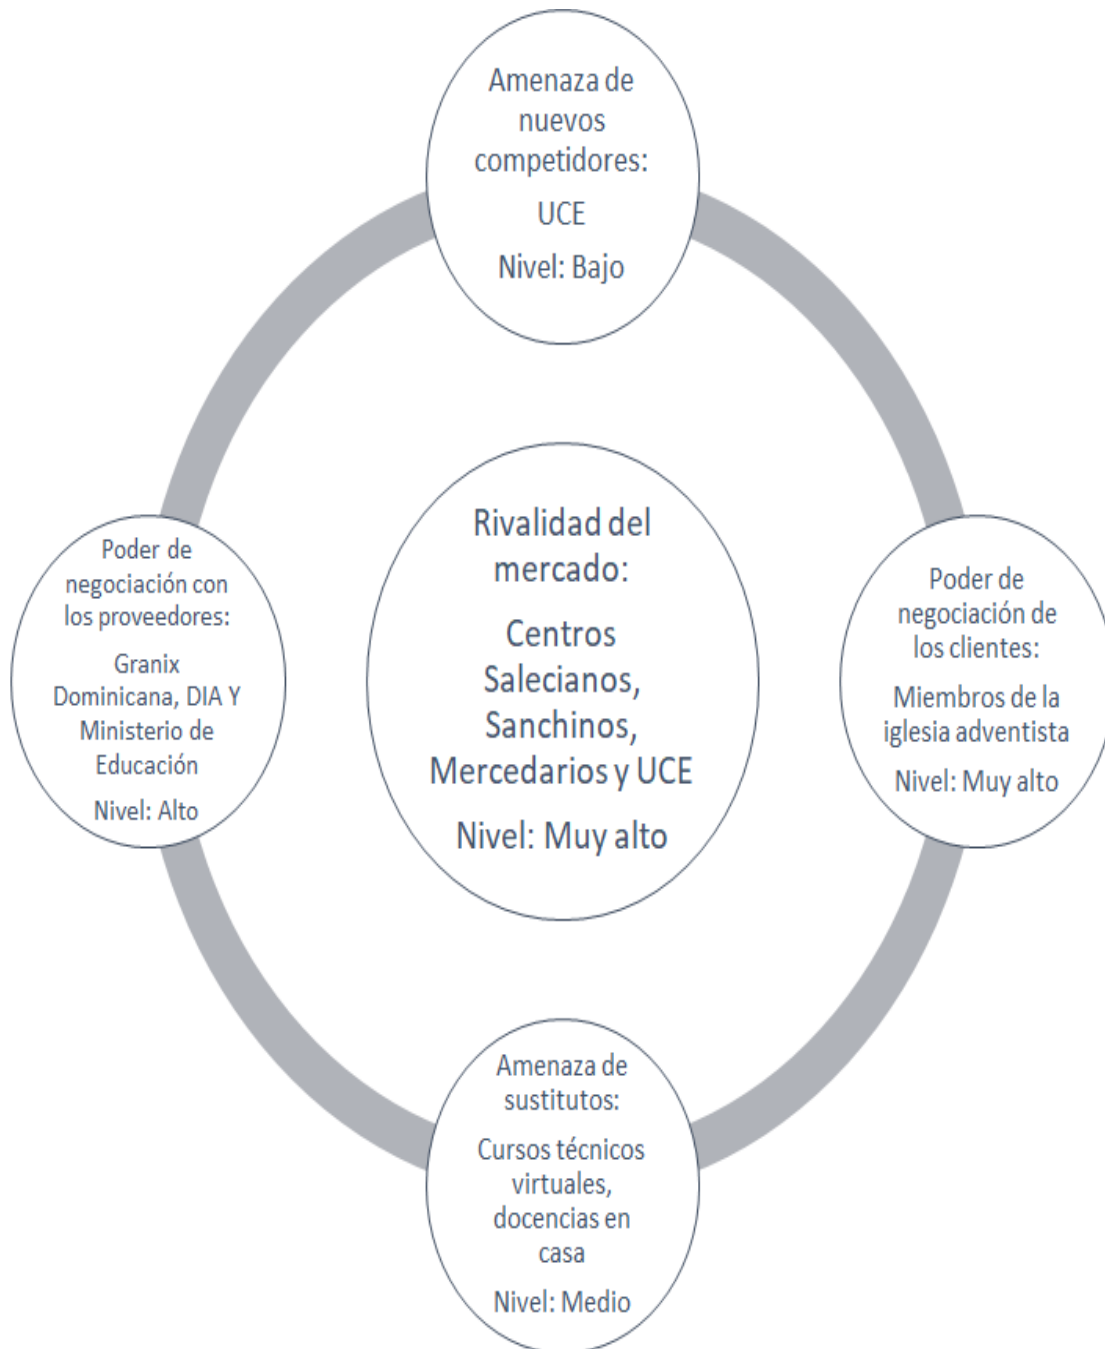 Amenaza de
nuevos
competidores:
UCE
Nivel: Bajo
Poder de
negociación con
los proveedores:
Granix
Dominicana, DIA Y
Ministerio de
Educación
Nivel: Alto
Rivalidad del
mercado:
Centros
Salecianos,
Sanchinos,
Mercedarios y UCE
Nivel: Muy alto
Poder de
negociación de
los clientes:
Miembros de la
iglesia adventista
Nivel: Muy alto
Amenaza de
sustitutos:
Cursos técnicos
virtuales,
docencias en
casa
Nivel: Medio